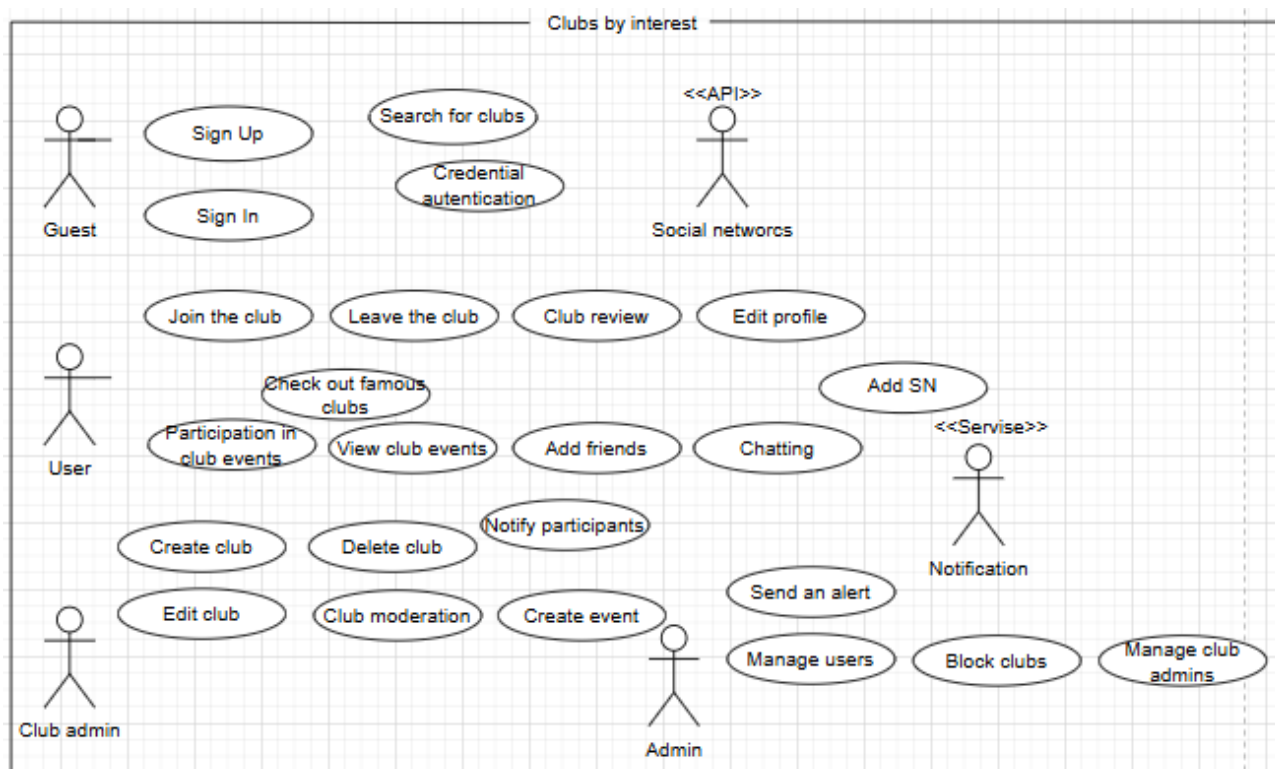 Clubs by interest
Search for clubs
<<API>>
Sign Up
Credential
autentication
Sign In
Guest
Social networcs
Join the club
Leave the club
Club review
Edit profile
Check out famous
clubs
Add SN
<<Servise>>
Participation in
club events
View club events
Add friends
Chatting
User
Notify participants
Create club
Delete club
Notification
Send an alert
Edit club
Club moderation
Create event
Manage users
Block clubs
Manage club
admins
Club admin
Admin